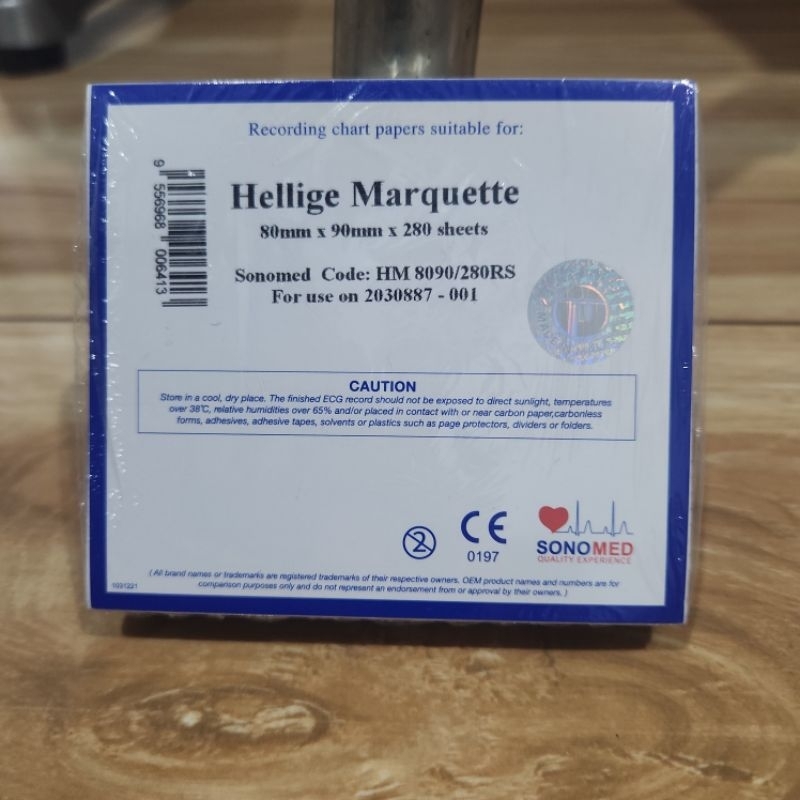 Recording chart papers suitable for:
Hellige Marquette
80mm x 90mm x 280 sheets
Sonomed Code: HM 8090/280RS
For use on 2030887 - 001
9 556968 006413
CAUTION
Store in a cool, dry place. The finished ECG record should not be exposed to direct sunlight, temperatures
over 38°C, relative humidities over 65% and/or placed in contact with or near carbon paper,carbonless
forms, adhesives, adhesive tapes, solvents or plastics such as page protectors, dividers or folders.
2
CE
0197
SONOMED
QUALITY EXPERIENCE
( All brand names or trademarks are registered trademarks of their respective owners. OEM product names and numbers are for
comparison purposes only and do not represent an endorsement from or approval by their owners. )